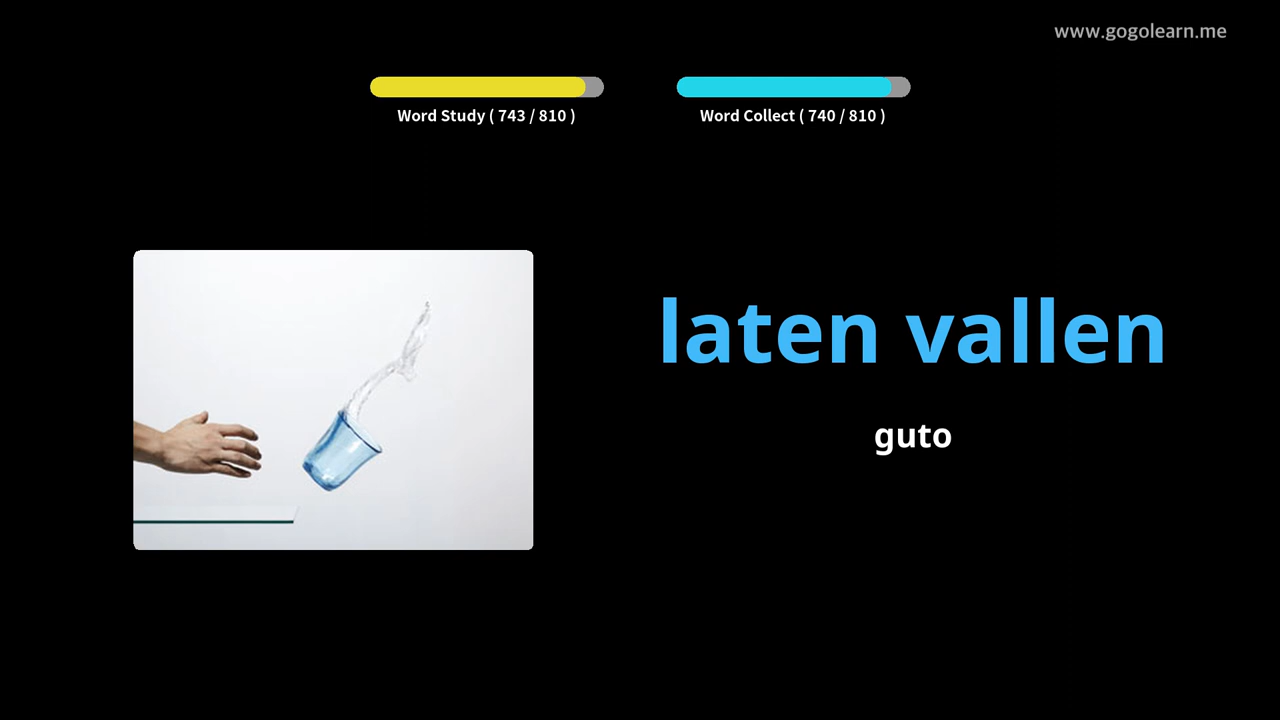 www.gogolearn.me
Word Study ( 743 / 810 )
Word Collect ( 740 / 810 )
laten vallen
guto